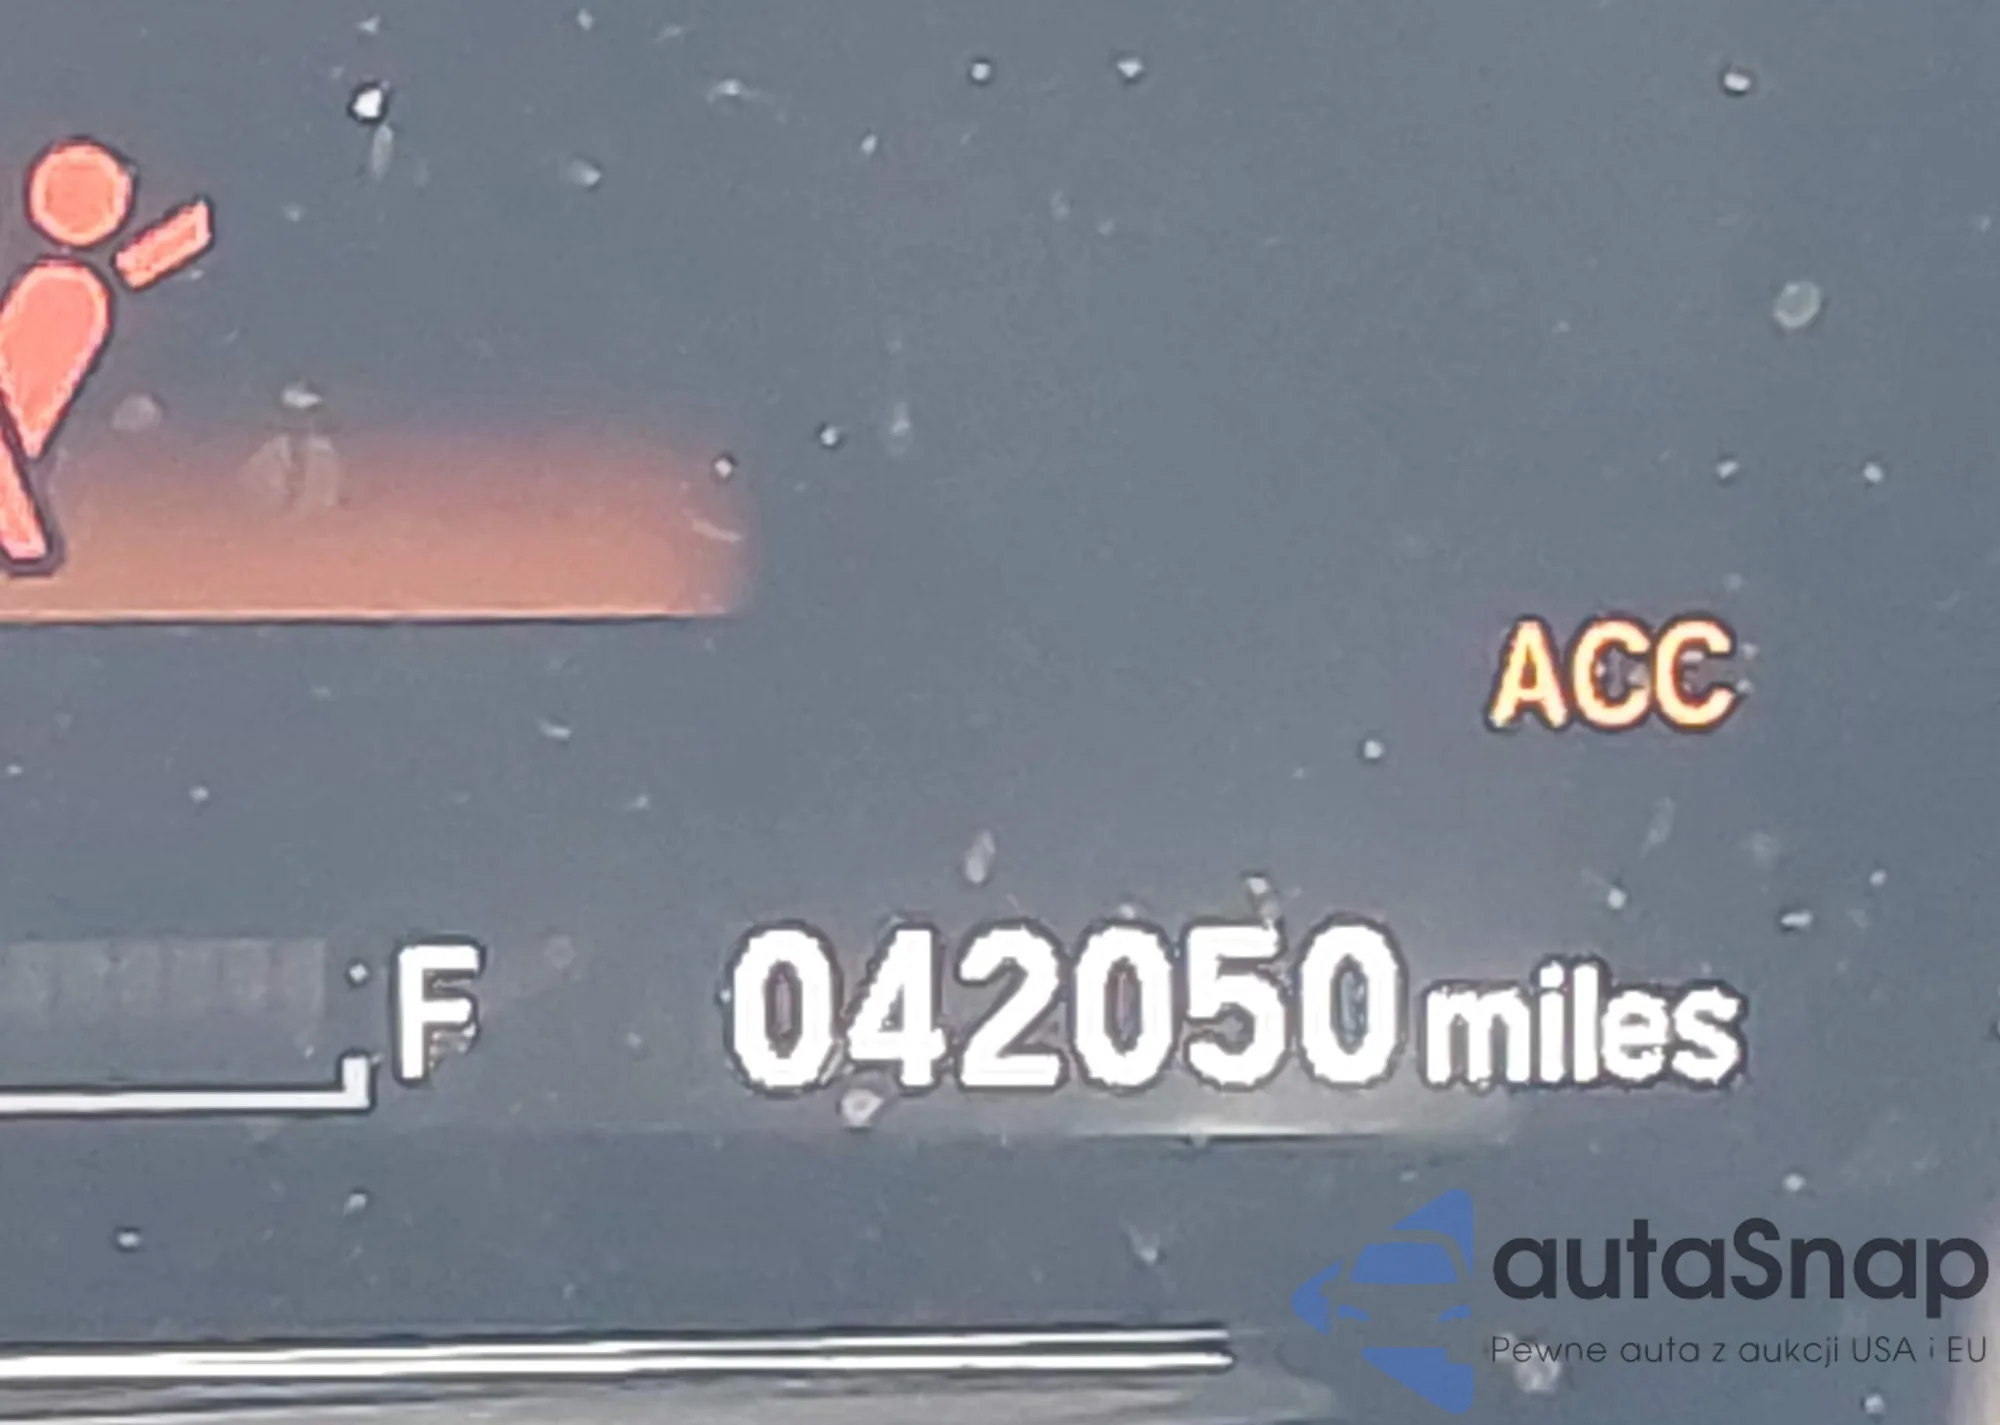 ACC
F 042050 miles
autaSnap
Pewne auta z aukcji USA i EU